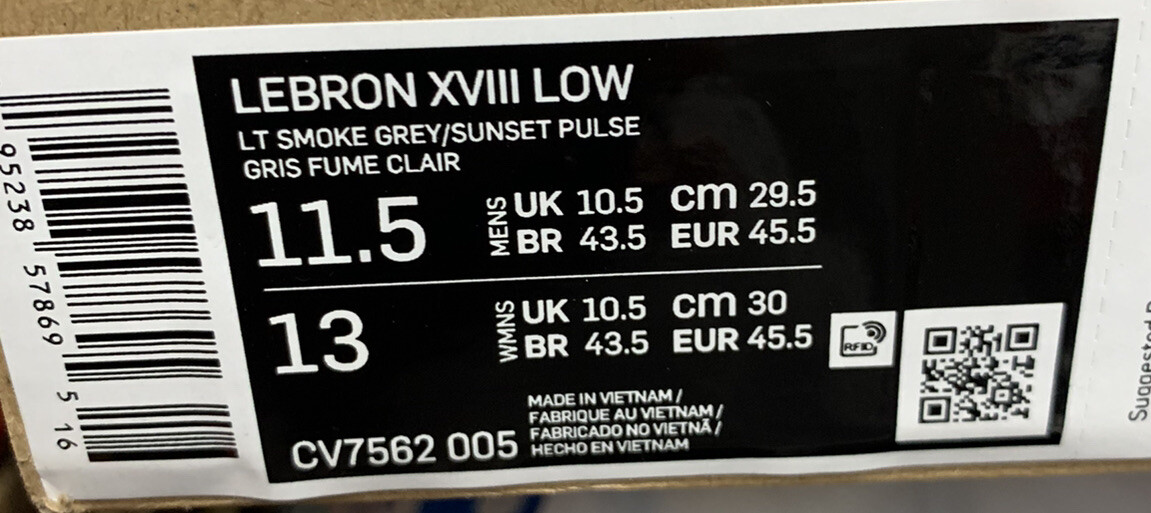 LEBRON XVIII LOW
LT SMOKE GREY/SUNSET PULSE
GRIS FUME CLAIR
11.5 MENS UK 10.5 cm 29.5
BR 43.5 EUR 45.5
13 WMNS UK 10.5 cm 30
BR 43.5 EUR 45.5
RFID
MADE IN VIETNAM /
FABRIQUE AU VIETNAM /
FABRICADO NO VIETNÃ /
HECHO EN VIETNAM
CV7562 005
95238 57869 5 16
Suggested